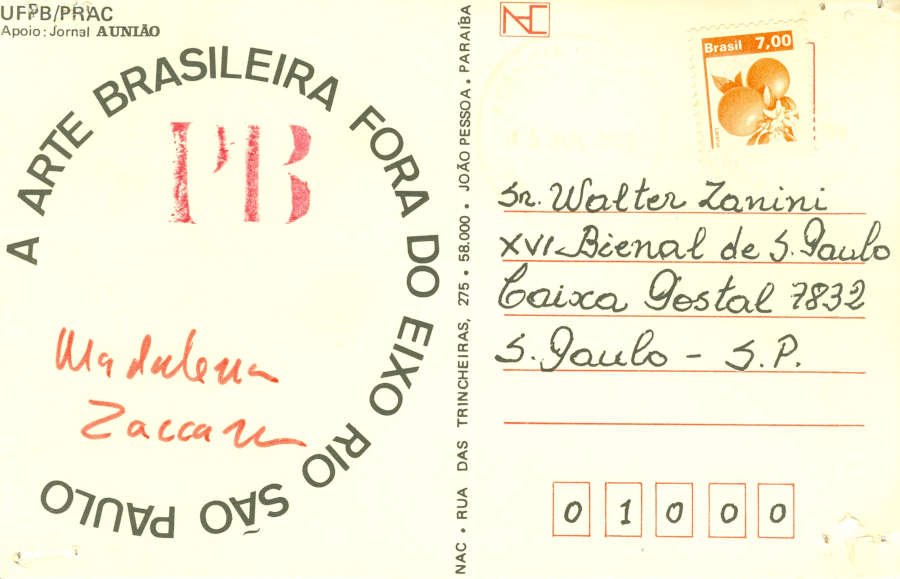 UFPB/PRAC
Apoio: Jornal A UNIÃO
A ARTE BRASILEIRA FORA DO EIXO RIO SÃO PAULO
PB
Madalena
Zaccara
NAC • RUA DAS TRINCHEIRAS, 275 • 58.000 • JOÃO PESSOA • PARAÍBA
NAC
Brasil 7,00
Laranja
Sr. Walter Zanini
XVI - Bienal de S. Paulo
Caixa Postal 7832
S. Paulo - S.P.
0 1 0 0 0